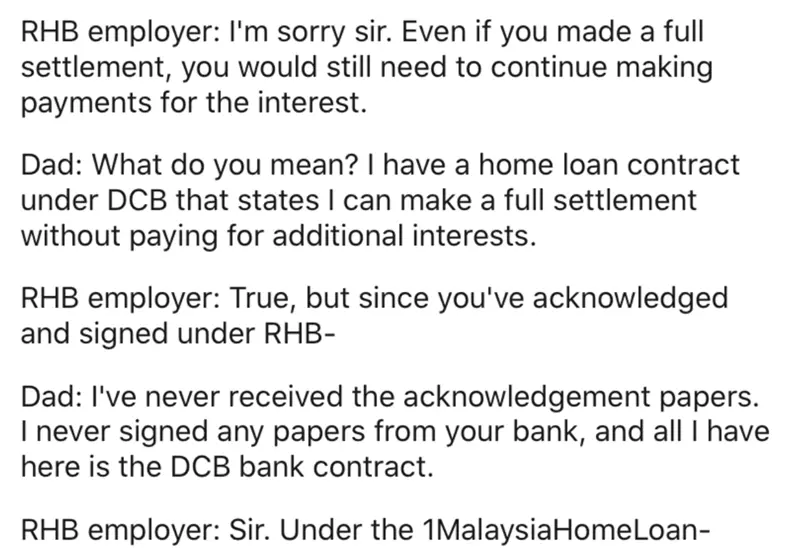 RHB employer: I'm sorry sir. Even if you made a full
settlement, you would still need to continue making
payments for the interest.
Dad: What do you mean? I have a home loan contract
under DCB that states I can make a full settlement
without paying for additional interests.
RHB employer: True, but since you've acknowledged
and signed under RHB-
Dad: I've never received the acknowledgement papers.
I never signed any papers from your bank, and all I have
here is the DCB bank contract.
RHB employer: Sir. Under the 1MalaysiaHomeLoan-